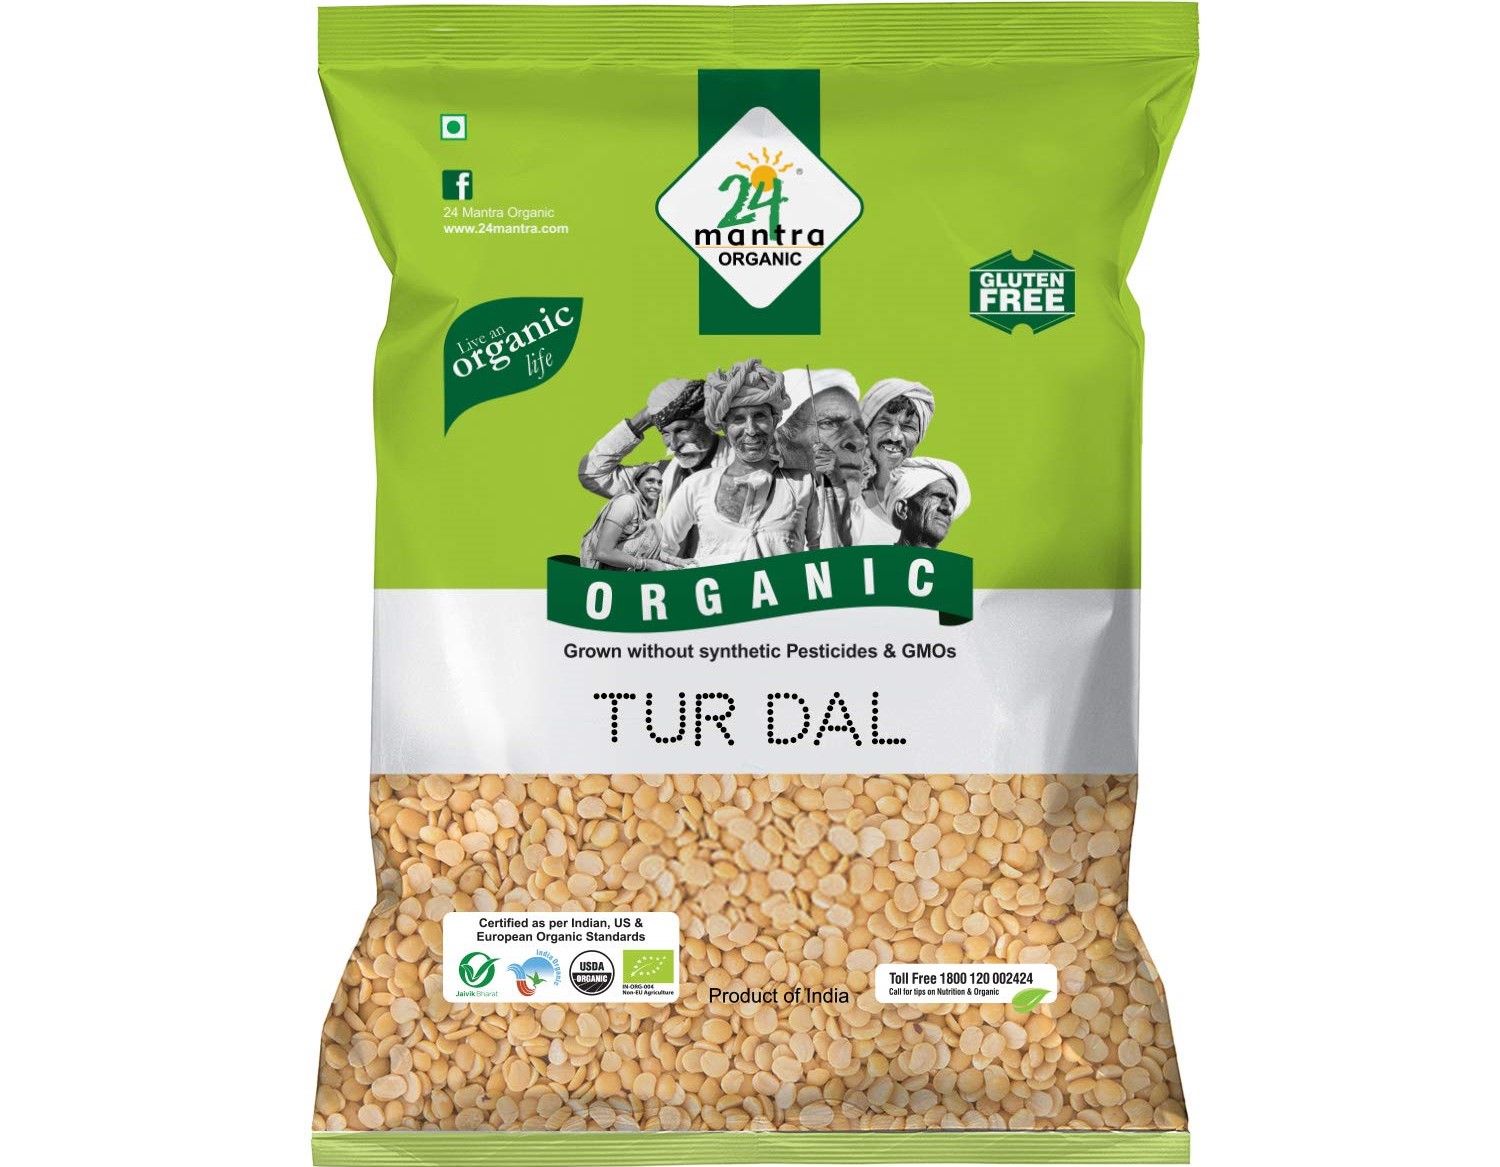 24
mantra
ORGANIC
®
f
24 Mantra Organic
www.24mantra.com
GLUTEN
FREE
Live an
organic
life
ORGANIC
Grown without synthetic Pesticides & GMOs
TUR DAL
Certified as per Indian, US &
European Organic Standards
Jaivik Bharat
India Organic
USDA
ORGANIC
IN-ORG-004
Non-EU Agriculture
Product of India
Toll Free 1800 120 002424
Call for tips on Nutrition & Organic